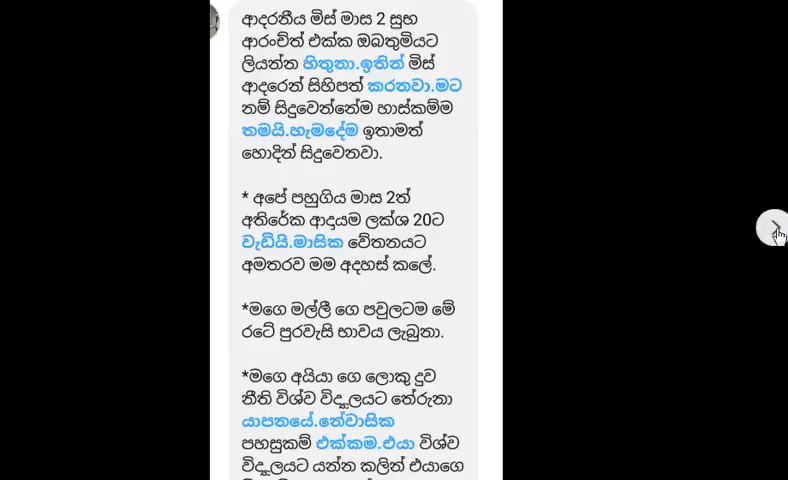 ආදරනීය මිස් මාස 2 සුභ
ආරංචිත් එක්ක ඔබතුමියට
ලියන්න හිතුනා.ඉතින් මිස්
ආදරෙන් සිහිපත් කරනවා.මට
නම් සිදුවෙන්නේම හාස්කම්ම
තමයි.හැමදේම ඉතාමත්
හොදින් සිදුවෙනවා.
* අපේ පහුගිය මාස 2ත්
අතිරේක ආදායම ලක්ශ 20ට
වැඩියි.මාසික වේතනයට
අමතරව මම අදහස් කලේ.
*මගෙ මල්ලී ගෙ පවුලටම මේ
රටේ පුරවැසි භාවය ලැබුනා.
*මගෙ අයියා ගෙ ලොකු දුව
නීති විශ්ව විද්‍යාලයට තේරුනා
යාපනයේ.නේවාසික
පහසුකම් එක්කම.එයා විශ්ව
විද්‍යාලයට යන්න කලින් එයාගෙ